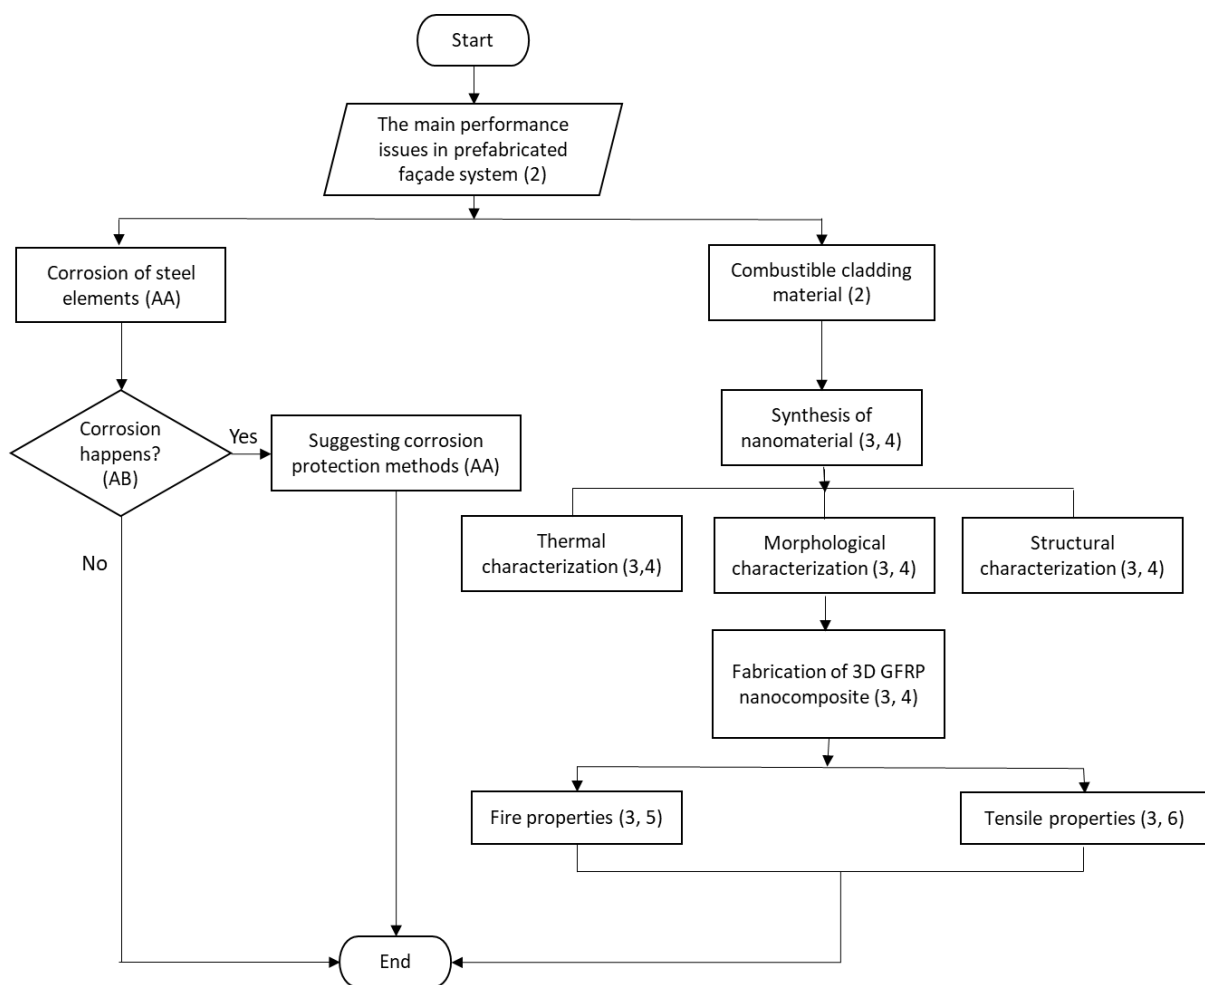 Start
The main performance
issues in prefabricated
façade system (2)
Corrosion of steel
elements (AA)
Combustible cladding
material (2)
Corrosion
happens?
(AB)
Yes
No
Suggesting corrosion
protection methods (AA)
Synthesis of
nanomaterial (3, 4)
Thermal
characterization (3,4)
Morphological
characterization (3, 4)
Structural
characterization (3, 4)
Fabrication of 3D GFRP
nanocomposite (3, 4)
Fire properties (3, 5)
Tensile properties (3, 6)
End